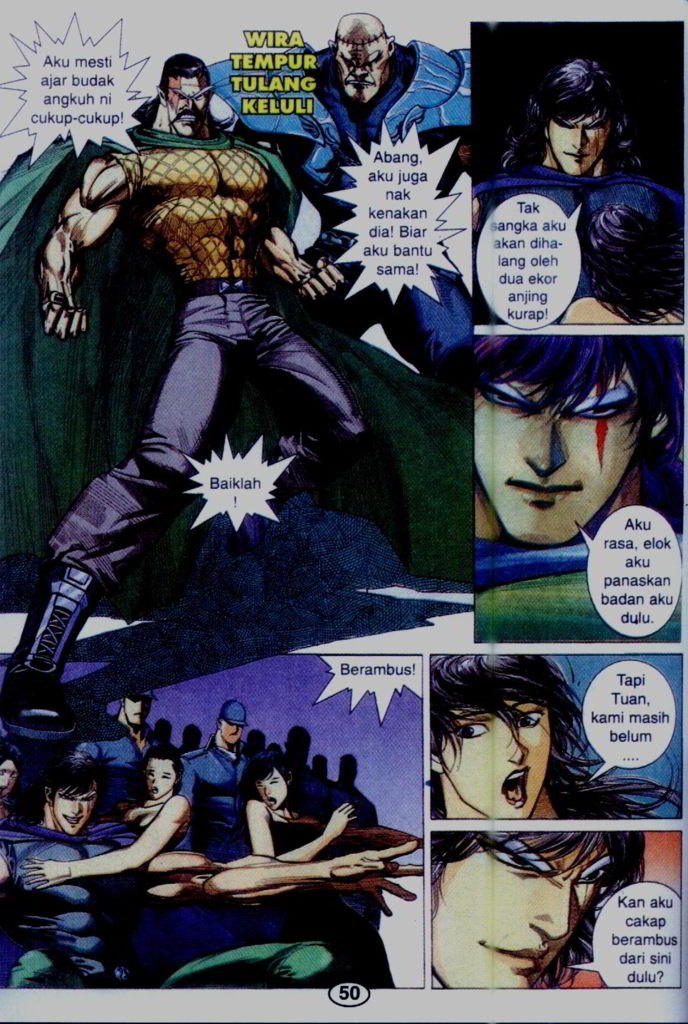 Aku mesti
ajar budak
angkuh ni
cukup-cukup!
WIRA
TEMPUR
TULANG
KELULI
Abang,
aku juga
nak
kenakan
dia! Biar
aku bantu
sama!
Baiklah
!
Tak
sangka aku
akan diha-
lang oleh
dua ekor
anjing
kurap!
Aku
rasa, elok
aku
panaskan
badan aku
dulu.
Berambus!
Tapi
Tuan,
kami masih
belum
....
Kan aku
cakap
berambus
dari sini
dulu?
50